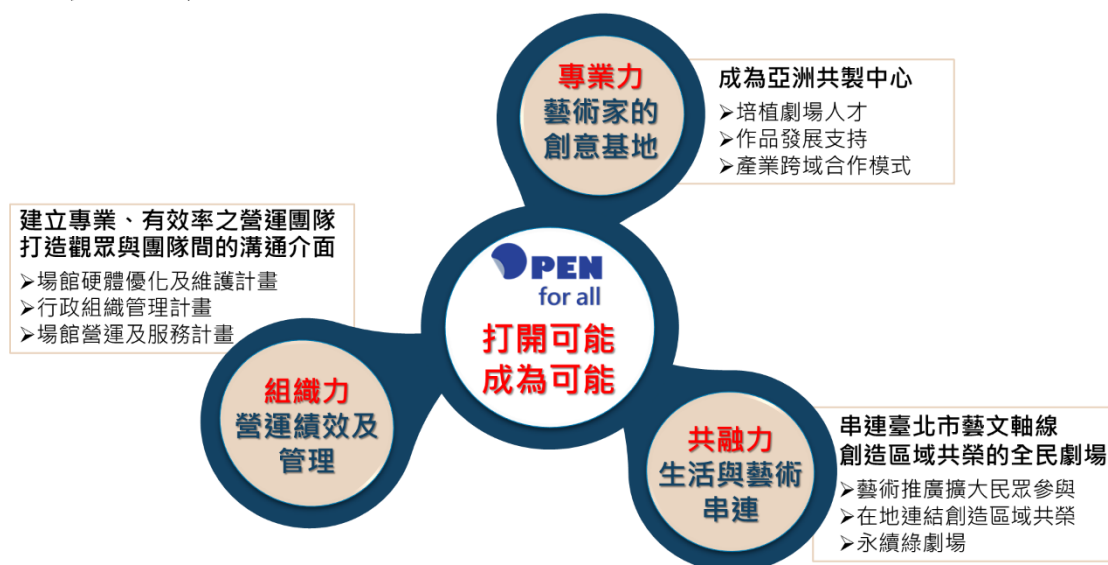 專業力
藝術家的
創意基地
成為亞洲共製中心
➢培植劇場人才
➢作品發展支持
➢產業跨域合作模式
建立專業、有效率之營運團隊
打造觀眾與團隊間的溝通介面
➢場館硬體優化及維護計畫
➢行政組織管理計畫
➢場館營運及服務計畫
OPEN
for all
打開可能
成為可能
組織力
營運績效及
管理
共融力
生活與藝術
串連
串連臺北市藝文軸線
創造區域共榮的全民劇場
➢藝術推廣擴大民眾參與
➢在地連結創造區域共榮
➢永續綠劇場